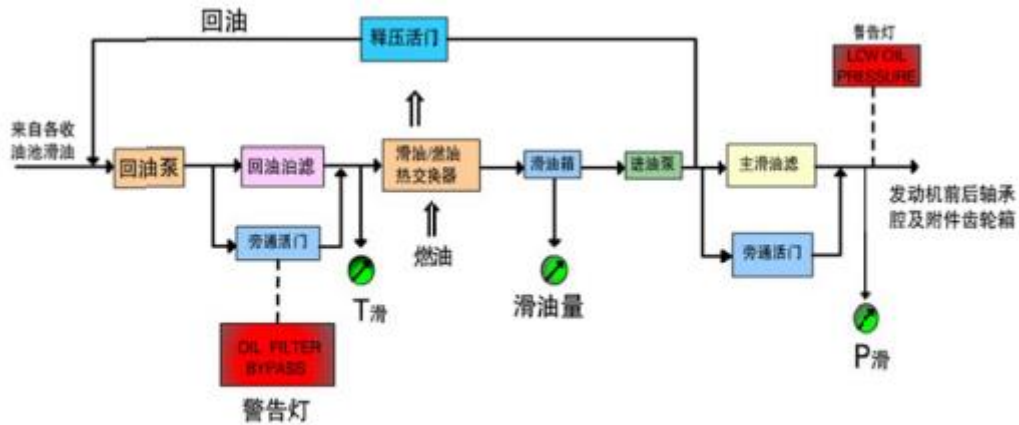 回油
释压活门
警告灯
LOW OIL
PRESSURE
来自各收
油池滑油
回油泵
回油油滤
滑油/燃油
热交换器
滑油箱
进油泵
主滑油滤
发动机前后轴承
腔及附件齿轮箱
旁通活门
燃油
旁通活门
T滑
滑油量
P滑
OIL FILTER
BYPASS
警告灯